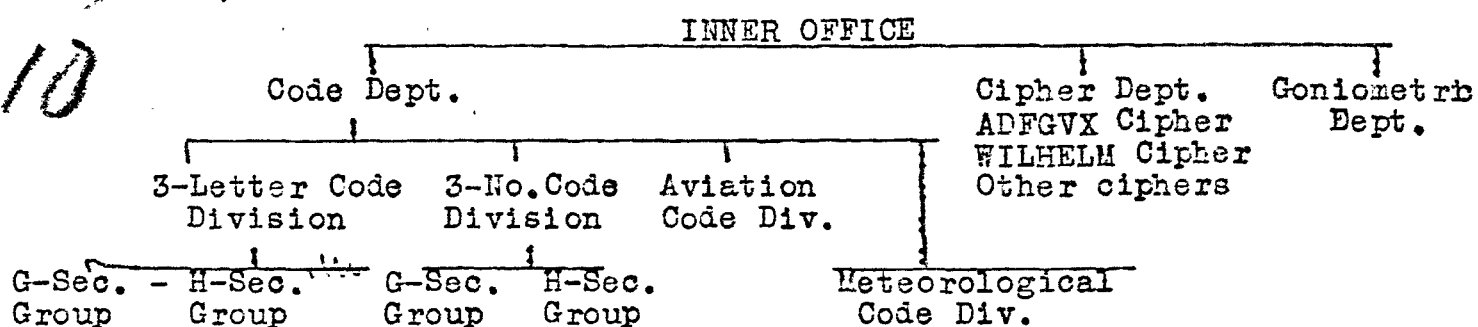 INNER OFFICE
10
Code Dept.
Cipher Dept.
ADFGVX Cipher
WILHELM Cipher
Other ciphers
Goniometric
Dept.
3-Letter Code
Division
3-No.Code
Division
Aviation
Code Div.
G-Sec. - H-Sec.
Group Group
G-Sec. H-Sec.
Group Group
Meteorological
Code Div.